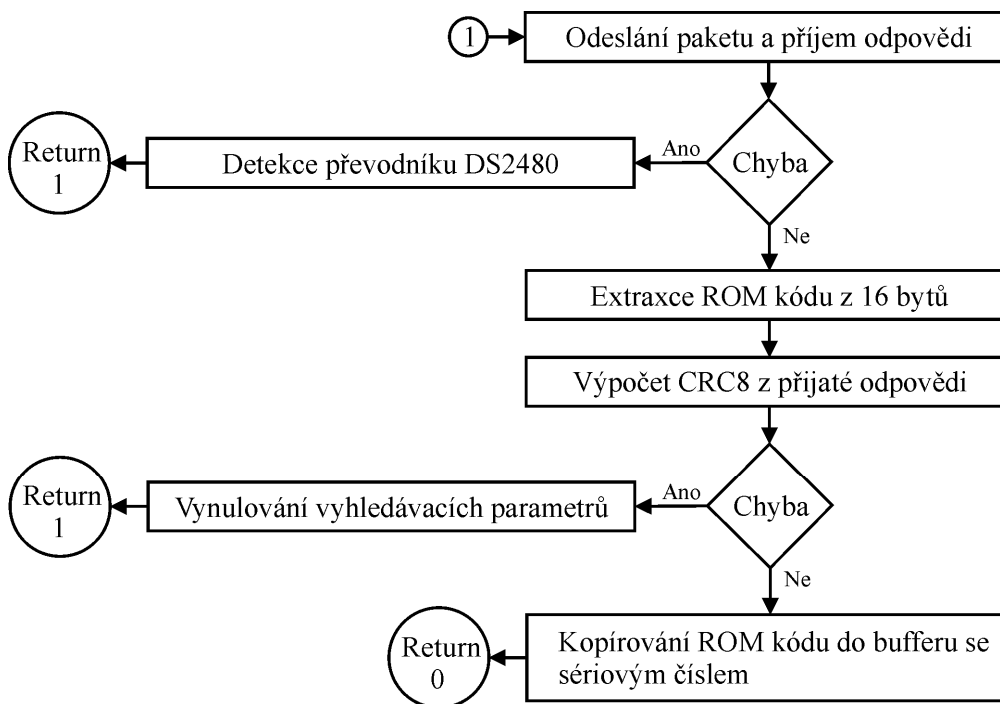 1
Odeslání paketu a příjem odpovědi
Return
1
Detekce převodníku DS2480
Ano
Chyba
Ne
Extraxce ROM kódu z 16 bytů
Výpočet CRC8 z přijaté odpovědi
Return
1
Vynulování vyhledávacích parametrů
Ano
Chyba
Ne
Return
0
Kopírování ROM kódu do bufferu se
sériovým číslem